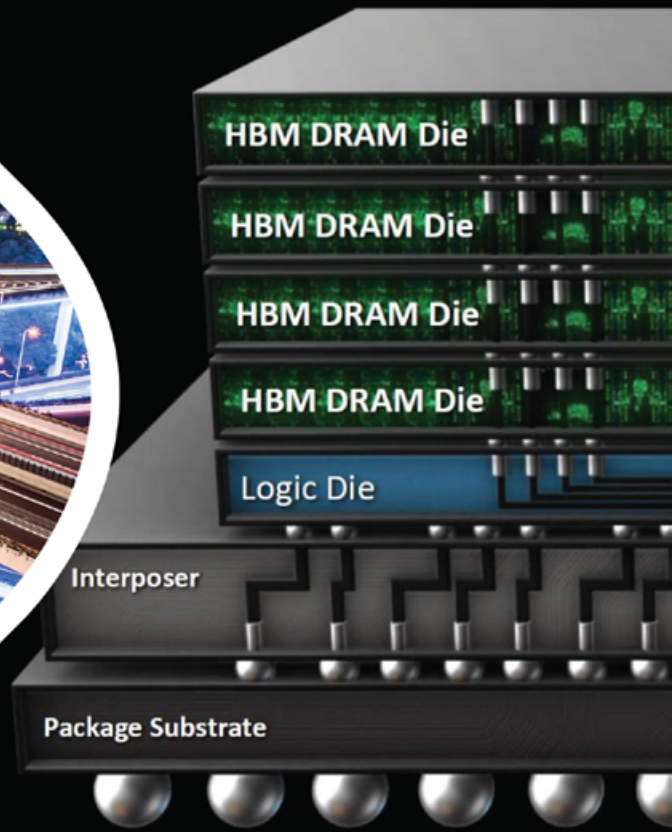 HBM DRAM Die
HBM DRAM Die
HBM DRAM Die
HBM DRAM Die
Logic Die
Interposer
Package Substrate